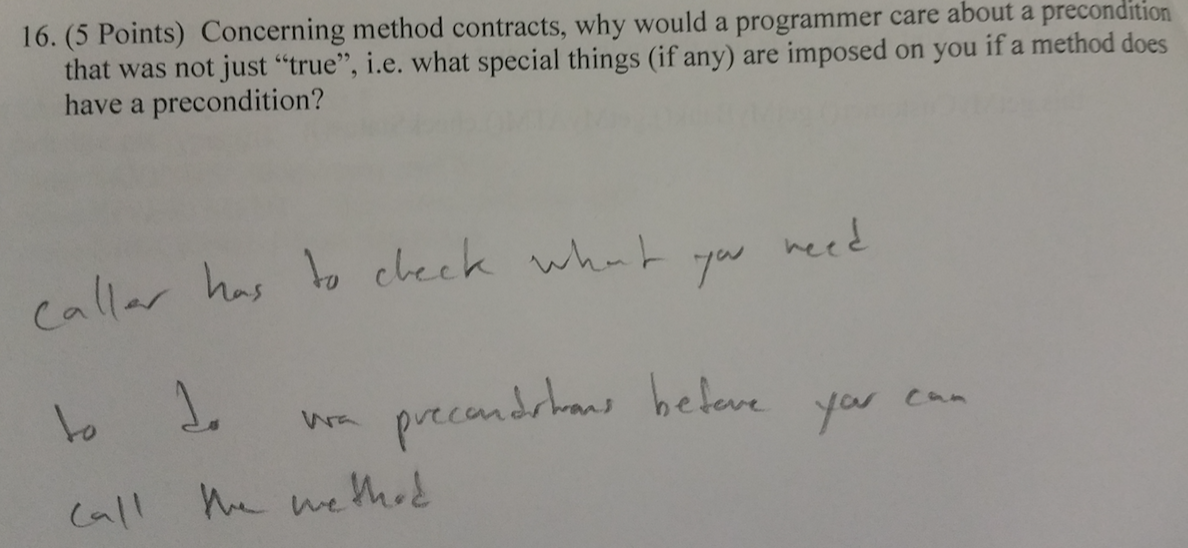 16. (5 Points) Concerning method contracts, why would a programmer care about a precondition
that was not just “true”, i.e. what special things (if any) are imposed on you if a method does
have a precondition?
caller has to check what you need
to do preconditions before you can
call the method